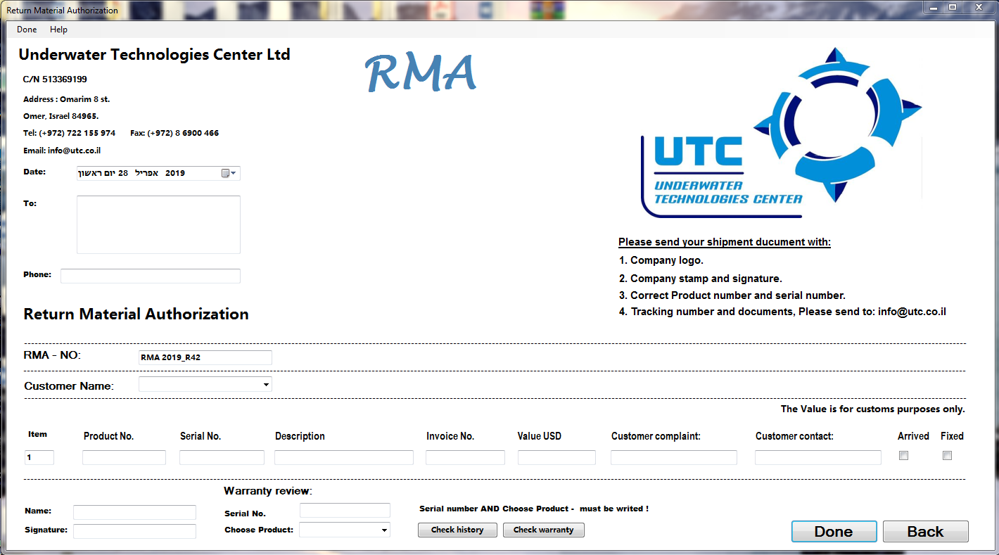 Return Material Authorization
Done Help
Underwater Technologies Center Ltd
RMA
C/N 513369199
Address : Omarim 8 st.
Omer, Israel 84965.
Tel: (+972) 722 155 974 Fax: (+972) 8 6900 466
Email: info@utc.co.il
UTC
UNDERWATER
TECHNOLOGIES CENTER
Date: יום ראשון 28 אפריל 2019
To:
Phone:
Please send your shipment ducument with:
1. Company logo.
2. Company stamp and signature.
3. Correct Product number and serial number.
4. Tracking number and documents, Please send to: info@utc.co.il
Return Material Authorization
RMA - NO: RMA 2019_R42
Customer Name:
The Value is for customs purposes only.
Item Product No. Serial No. Description Invoice No. Value USD Customer complaint: Customer contact: Arrived Fixed
1
Warranty review:
Name: Serial No. Serial number AND Choose Product - must be writed !
Signature: Choose Product: Check history Check warranty
Done Back